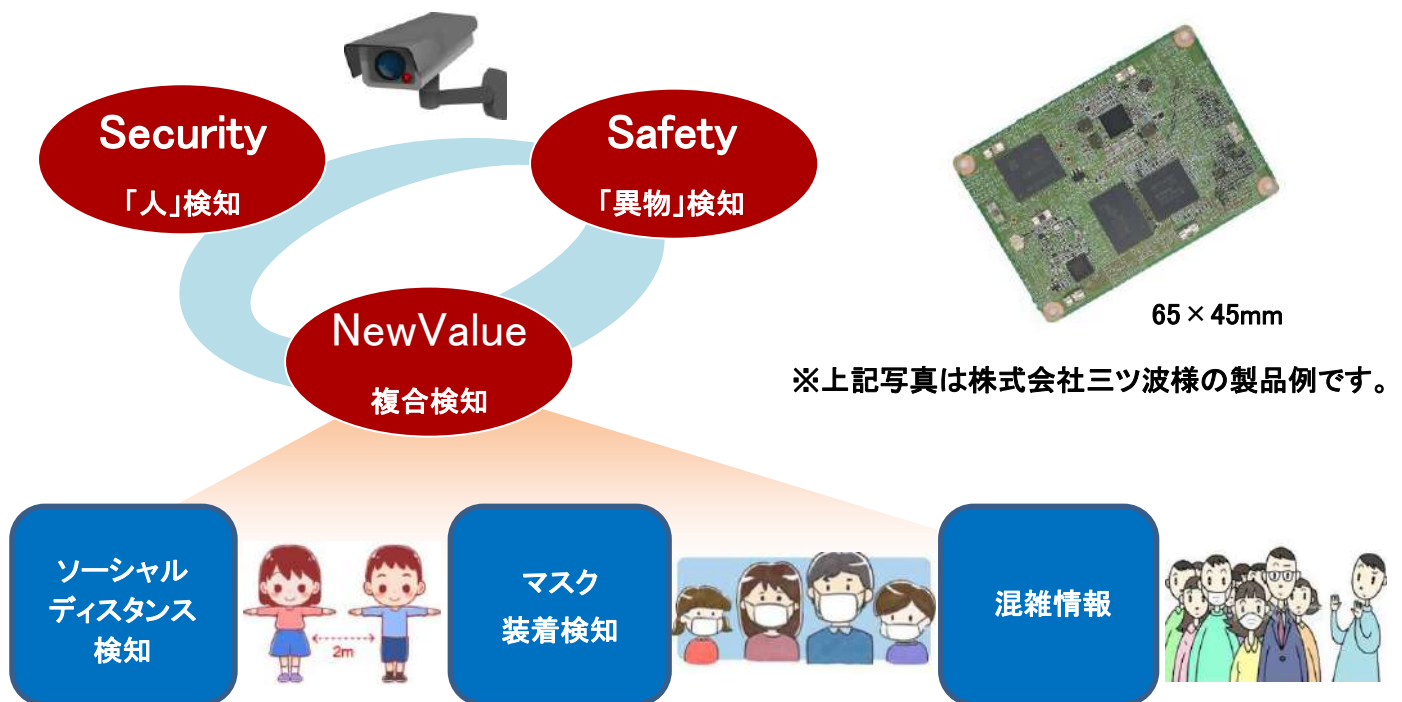 Security
「人」検知
Safety
「異物」検知
NewValue
複合検知
65×45mm
※上記写真は株式会社三ツ波様の製品例です。
ソーシャル
ディスタンス
検知
2m
マスク
装着検知
混雑情報